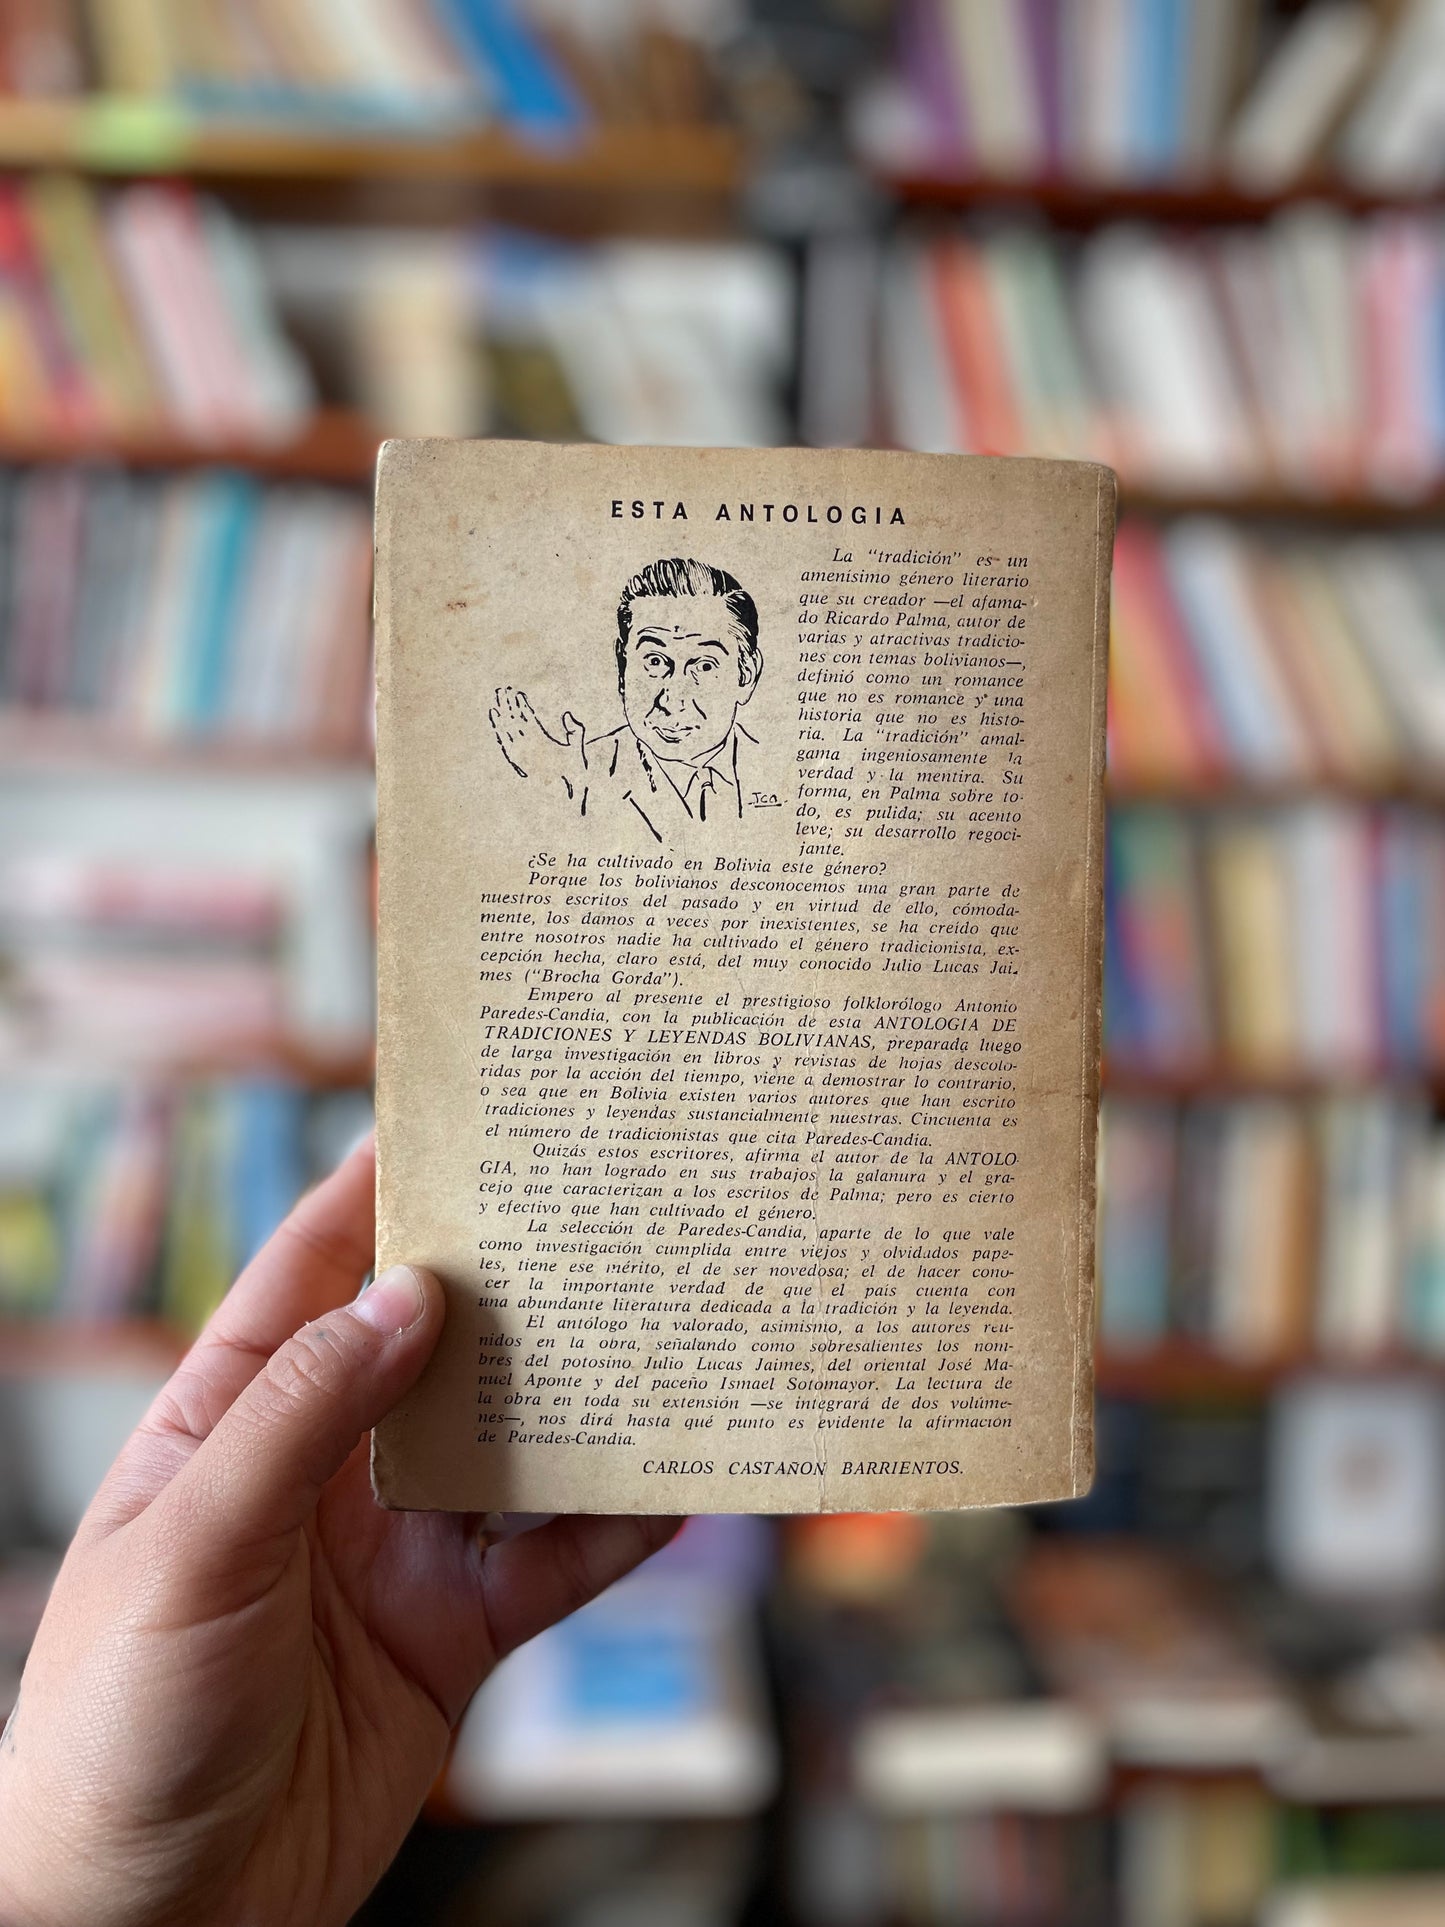 ESTA ANTOLOGIA
La "tradición" es un
amenísimo género literario
que su creador —el afama-
do Ricardo Palma, autor de
varias y atractivas tradicio-
nes con temas bolivianos—,
definió como un romance
que no es romance y una
historia que no es histo-
ria. La "tradición" amal-
gama ingeniosamente la
verdad y la mentira. Su
forma, en Palma sobre to-
do, es pulida; su acento
leve; su desarrollo regoci-
jante.
¿Se ha cultivado en Bolivia este género?
Porque los bolivianos desconocemos una gran parte de
nuestros escritos del pasado y en virtud de ello, cómoda-
mente, los damos a veces por inexistentes, se ha creído que
entre nosotros nadie ha cultivado el género tradicionista, ex-
cepción hecha, claro está, del muy conocido Julio Lucas Jai-
mes ("Brocha Gorda").
Empero al presente el prestigioso folklorólogo Antonio
Paredes-Candia, con la publicación de esta ANTOLOGIA DE
TRADICIONES Y LEYENDAS BOLIVIANAS, preparada luego
de larga investigación en libros y revistas de hojas descolo-
ridas por la acción del tiempo, viene a demostrar lo contrario,
o sea que en Bolivia existen varios autores que han escrito
tradiciones y leyendas sustancialmente nuestras. Cincuenta es
el número de tradicionistas que cita Paredes-Candia.
Quizás estos escritores, afirma el autor de la ANTOLO-
GIA, no han logrado en sus trabajos la galanura y el gra-
cejo que caracterizan a los escritos de Palma; pero es cierto
y efectivo que han cultivado el género.
La selección de Paredes-Candia, aparte de lo que vale
como investigación cumplida entre viejos y olvidados pape-
les, tiene ese mérito, el de ser novedosa; el de hacer cono-
cer la importante verdad de que el país cuenta con
una abundante literatura dedicada a la tradición y la leyenda.
El antólogo ha valorado, asimismo, a los autores reu-
nidos en la obra, señalando como sobresalientes los nom-
bres del potosino Julio Lucas Jaimes, del oriental José Ma-
nuel Aponte y del paceño Ismael Sotomayor. La lectura de
la obra en toda su extensión —se integrará de dos volúme-
nes—, nos dirá hasta qué punto es evidente la afirmación
de Paredes-Candia.
CARLOS CASTAÑON BARRIENTOS.